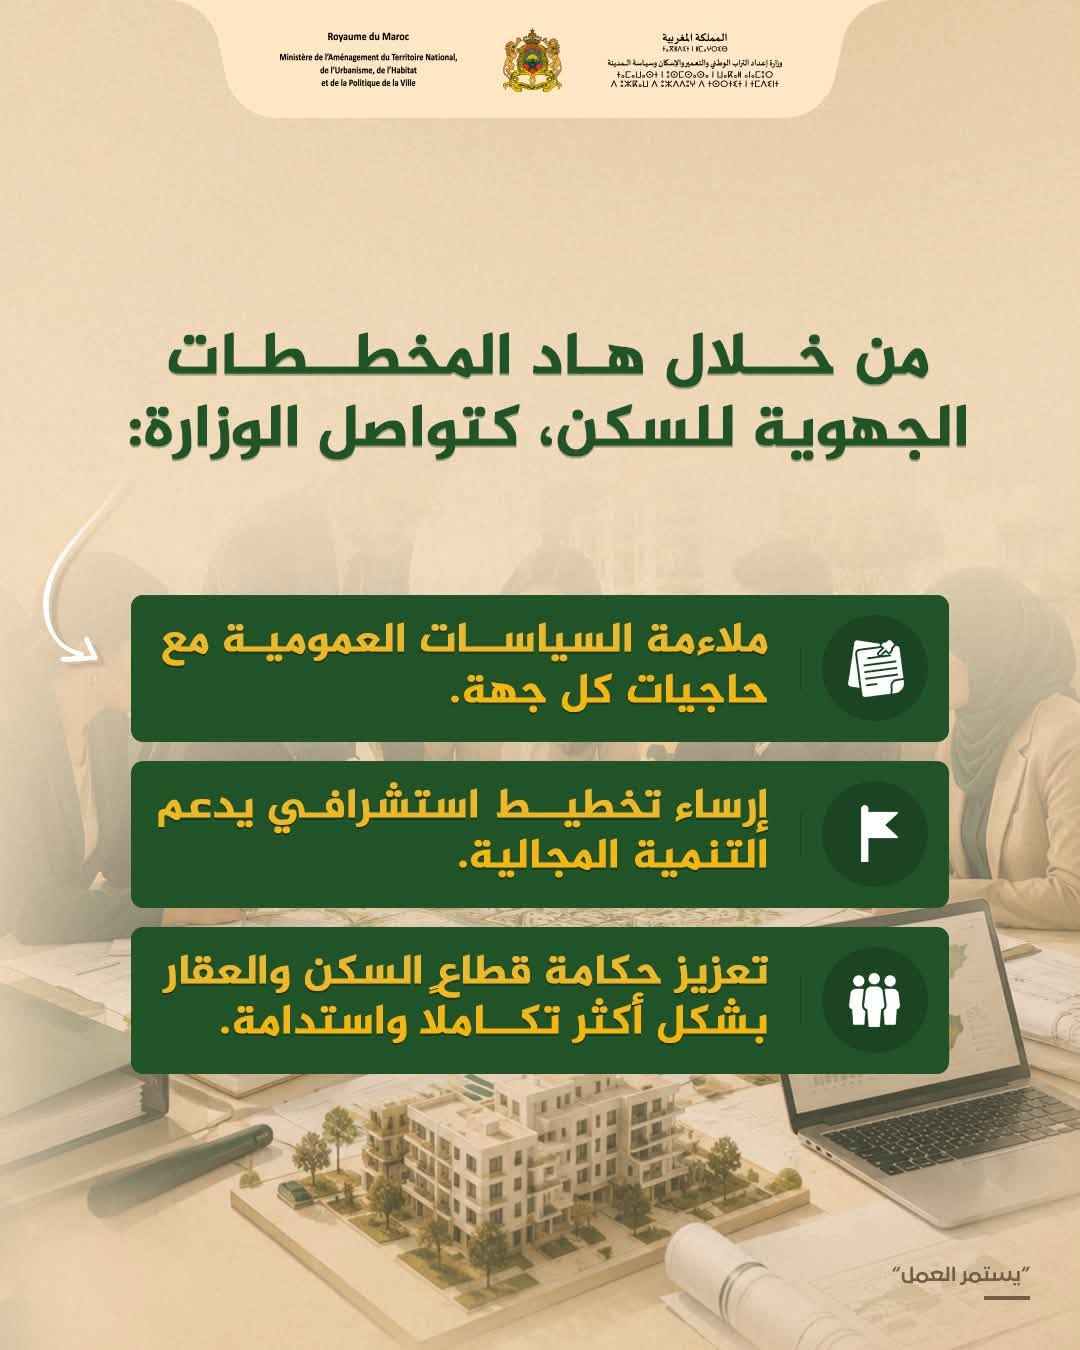 Royaume du Maroc
Ministère de l'Aménagement du Territoire National,
de l'Urbanisme, de l'Habitat
et de la Politique de la Ville
المملكة المغربية
ⵜⴰⴳⵍⴷⵉⵜ ⵏ ⵍⵎⵖⵔⵉⴱ
وزارة إعداد التراب الوطني والتعمير والإسكان وسياسة المدينة
من خلال هاد المخططات
الجهوية للسكن، كتواصل الوزارة:
ملاءمة السياسات العمومية مع
حاجيات كل جهة.
إرساء تخطيط استشرافي يدعم
التنمية المجالية.
تعزيز حكامة قطاعٍ السكن والعقار
بشكل أكثر تكاملا واستدامة.
"يستمر العمل"